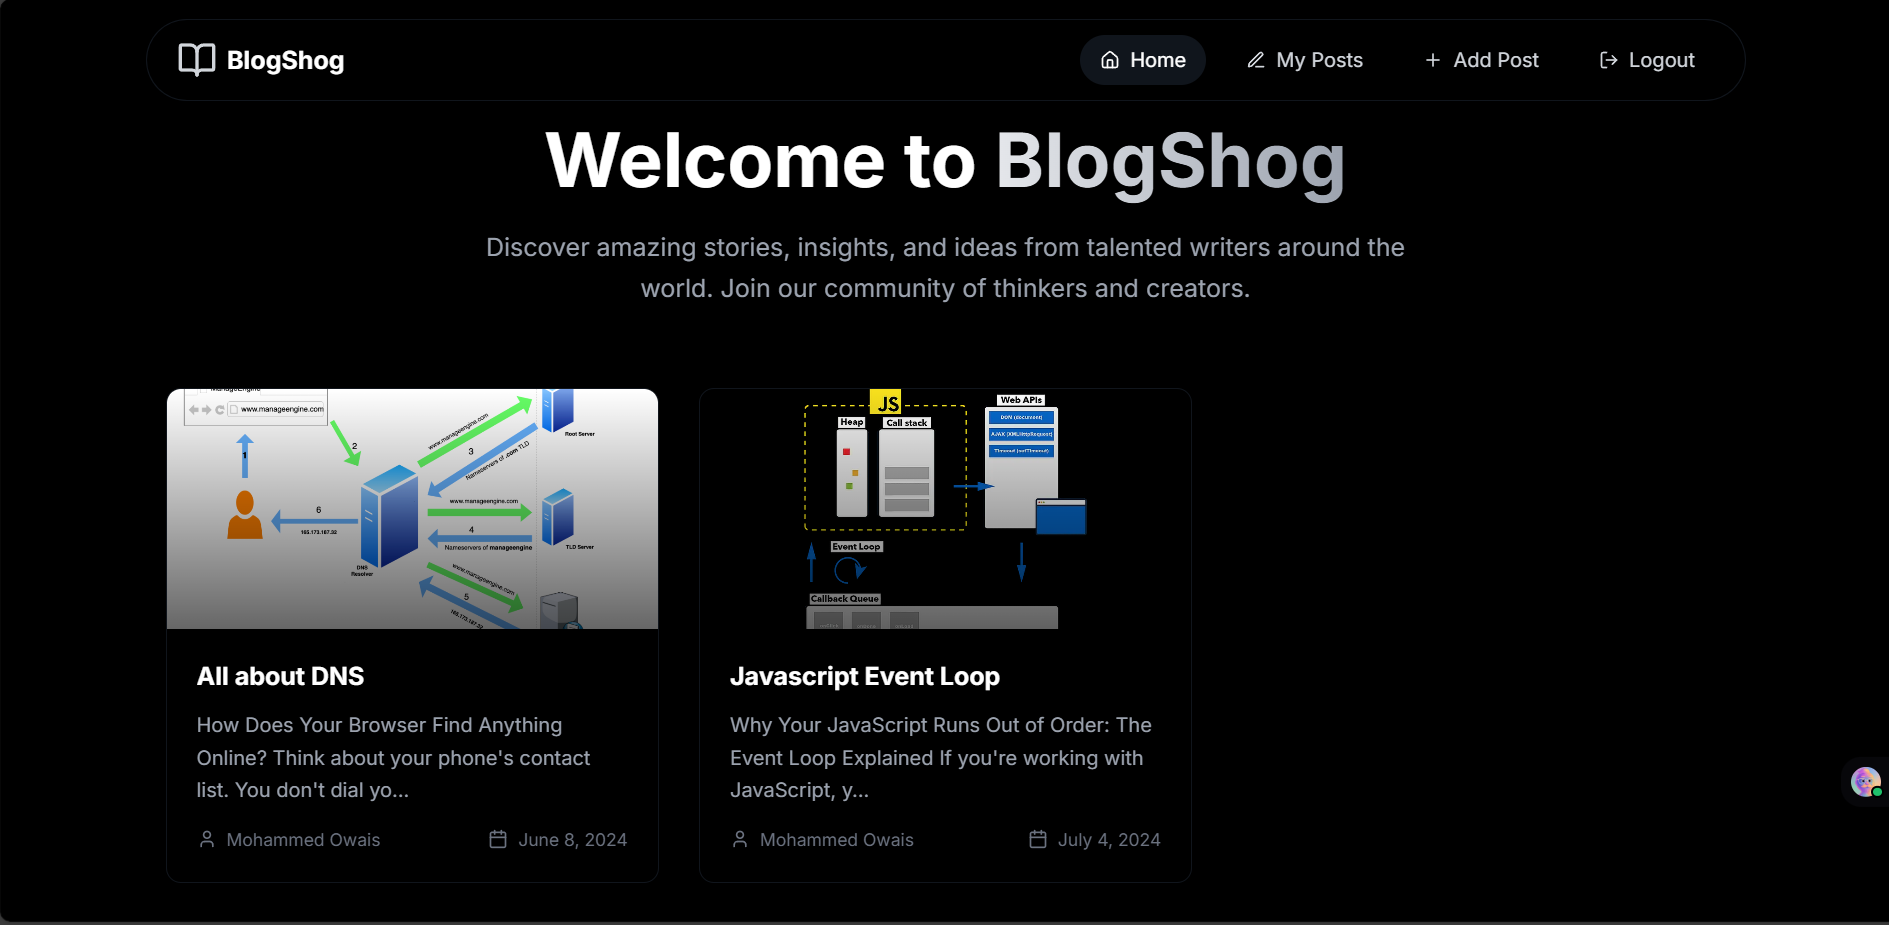 BlogShog
Home
My Posts
Add Post
Logout
Welcome to BlogShog
Discover amazing stories, insights, and ideas from talented writers around the
world. Join our community of thinkers and creators.
www.manageengine.com
1
2
www.manageengine.com
3
Nameservers of .com TLD
Root Server
www.manageengine.com
4
Nameservers of manageengine
TLD Server
6
DNS
Resolver
www.manageengine.com
5
JS
Heap
Call stack
Web APIs
DOM (document)
AJAX (XMLHttpRequest)
Timeout (setTimeout)
Event Loop
Callback Queue
All about DNS
How Does Your Browser Find Anything
Online? Think about your phone's contact
list. You don't dial yo...
Mohammed Owais
June 8, 2024
Javascript Event Loop
Why Your JavaScript Runs Out of Order: The
Event Loop Explained If you're working with
JavaScript, y...
Mohammed Owais
July 4, 2024